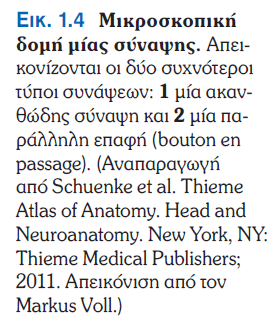 Εικ. 1.4 Μικροσκοπική
δομή μίας σύναψης. Απει-
κονίζονται οι δύο συχνότεροι
τύποι συνάψεων: 1 μία ακαν-
θώδης σύναψη και 2 μία πα-
ράλληλη επαφή (bouton en
passage). (Αναπαραγωγή
από Schuenke et al. Thieme
Atlas of Anatomy. Head and
Neuroanatomy. New York, NY:
Thieme Medical Publishers;
2011. Απεικόνιση από τον
Markus Voll.)